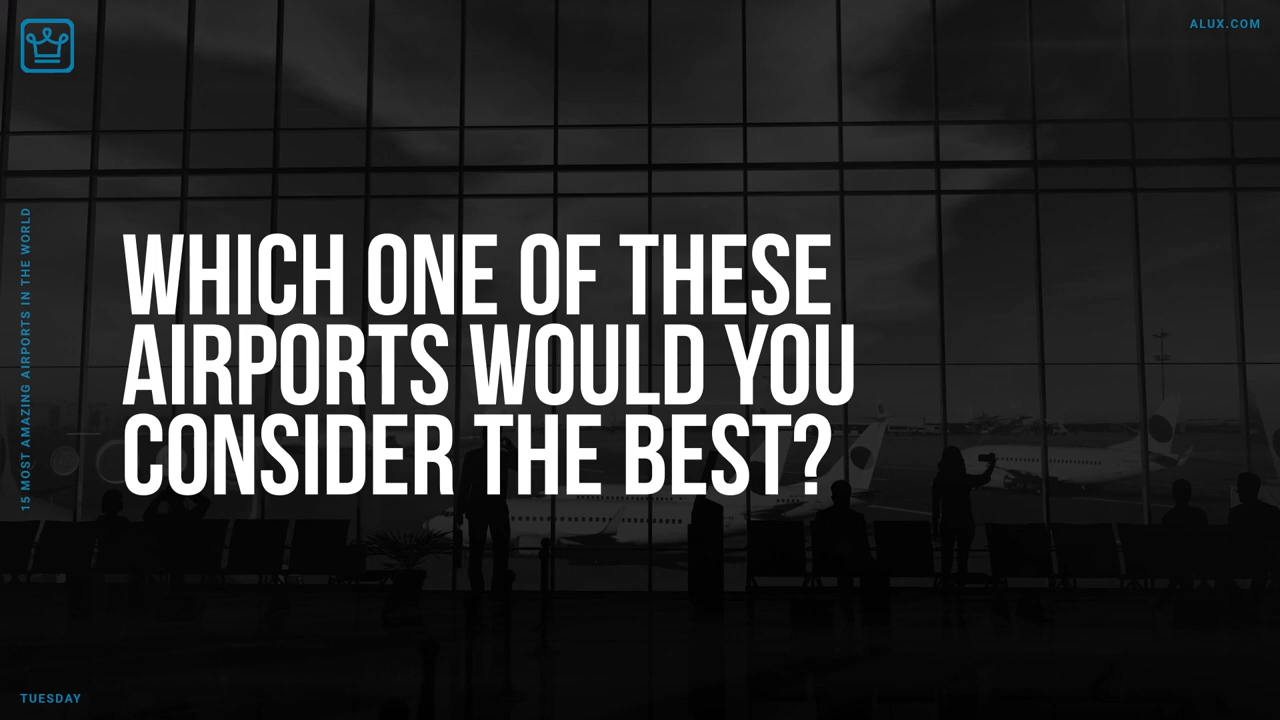 ALUX.COM
15 MOST AMAZING AIRPORTS IN THE WORLD
WHICH ONE OF THESE
AIRPORTS WOULD YOU
CONSIDER THE BEST?
TUESDAY